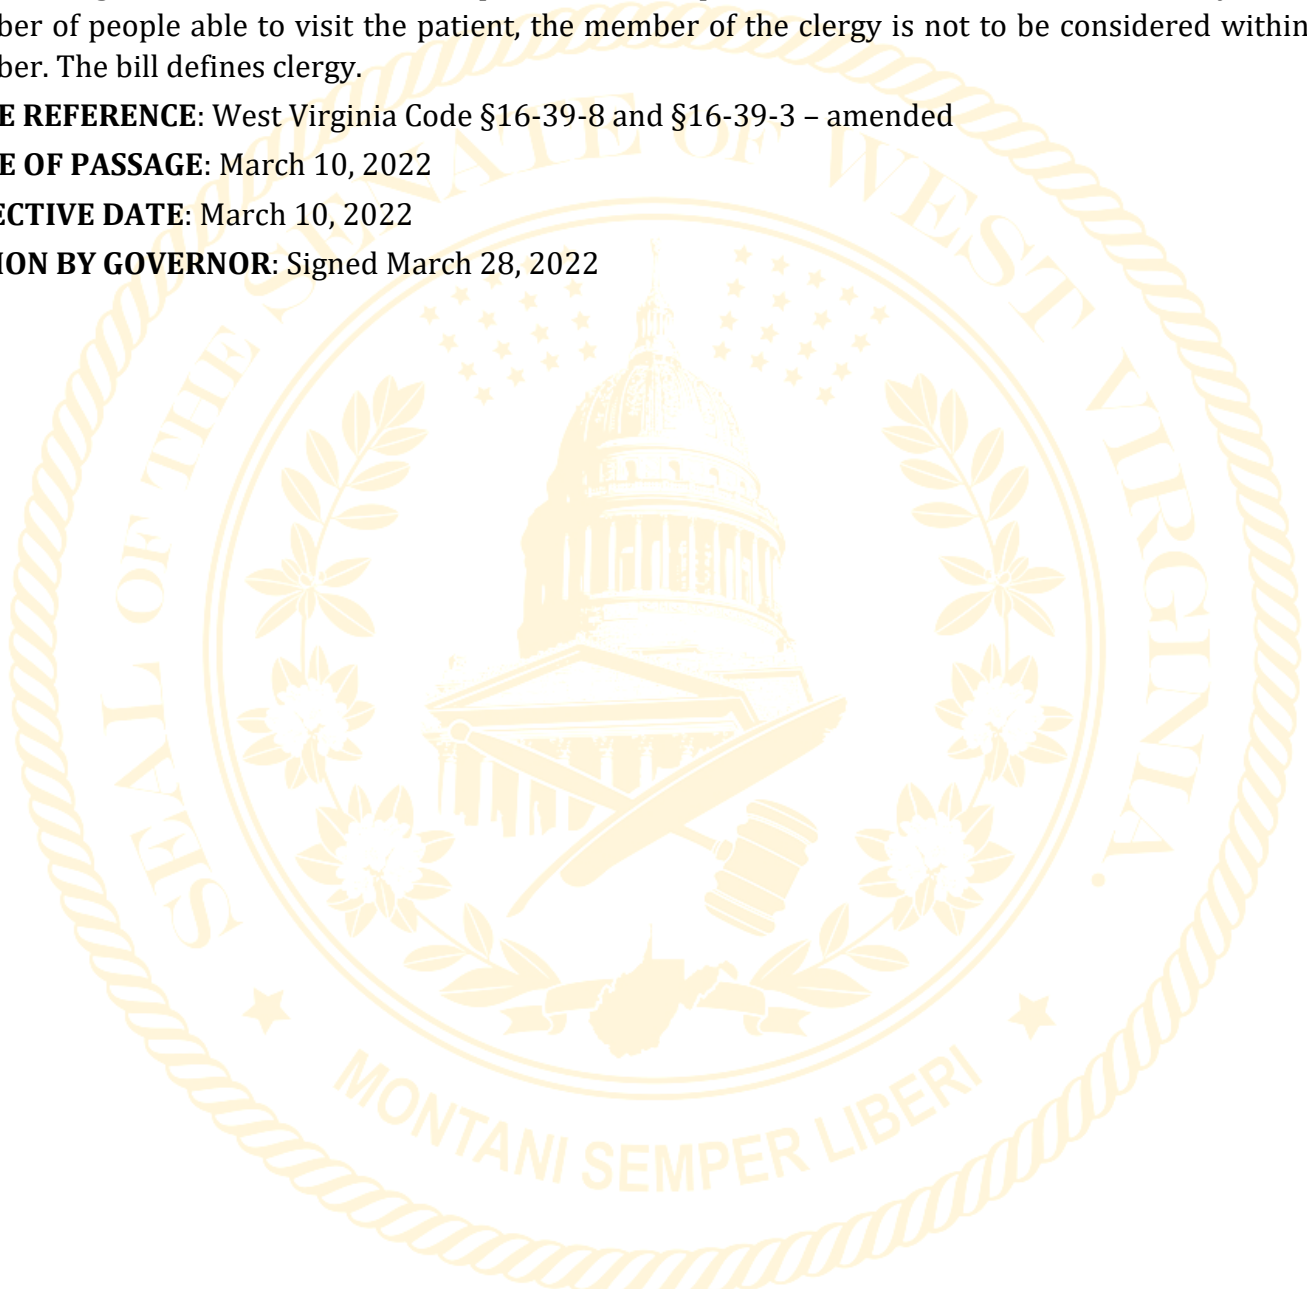 ber of people able to visit the patient, the member of the clergy is not to be considered within
ber. The bill defines clergy.
E REFERENCE: West Virginia Code §16-39-8 and §16-39-3 – amended
E OF PASSAGE: March 10, 2022
ECTIVE DATE: March 10, 2022
ION BY GOVERNOR: Signed March 28, 2022
SEAL OF THE SENATE OF WEST VIRGINIA.
MONTANI SEMPER LIBERI